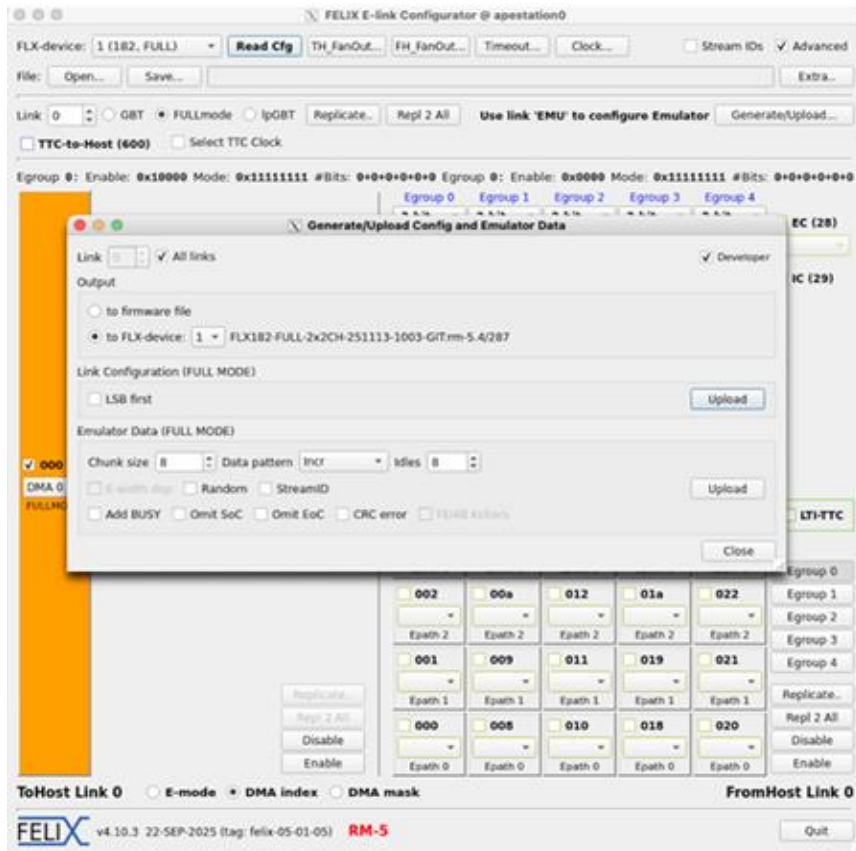 FELIX E-link Configurator @ apestation0
FLX-device: 1 (182, FULL) Read Cfg TH_FanOut... FH_FanOut... Timeout... Clock... Stream IDs Advanced
File: Open... Save... Extra...
Link 0 GBT FULLmode lpGBT Replicate.. Repl 2 All Use link 'EMU' to configure Emulator Generate/Upload...
TTC-to-Host (600) Select TTC Clock
Egroup 0: Enable: 0x10000 Mode: 0x11111111 #Bits: 0+0+0+0+0+0 Egroup 0: Enable: 0x0000 Mode: 0x11111111 #Bits: 0+0+0+0+0
Egroup 0 Egroup 1 Egroup 2 Egroup 3 Egroup 4
EC (28)
Generate/Upload Config and Emulator Data
Link 0 All links Developer
IC (29)
Output
to firmware file
to FLX-device: 1 FLX182-FULL-2x2CH-251113-1003-GIT:rm-5.4/287
Link Configuration (FULL MODE)
LSB first Upload
Emulator Data (FULL MODE)
000 Chunk size 8 Data pattern Incr Idles 8
DMA 0 E-width dep. Random StreamID Upload
FULLMO Add BUSY Omit SoC Omit EoC CRC error LTI-TTC
Close
Egroup 0
002 00a 012 01a 022 Egroup 1
Egroup 2
Epath 2 Epath 2 Epath 2 Epath 2 Epath 2 Egroup 3
001 009 011 019 021 Egroup 4
Replicate.. Epath 1 Epath 1 Epath 1 Epath 1 Epath 1 Replicate..
Repl 2 All 000 008 010 018 020 Repl 2 All
Disable Disable
Enable Epath 0 Epath 0 Epath 0 Epath 0 Epath 0 Enable
ToHost Link 0 E-mode DMA index DMA mask FromHost Link 0
FELIX v4.10.3 22-SEP-2025 (tag: felix-05-01-05) RM-5 Quit